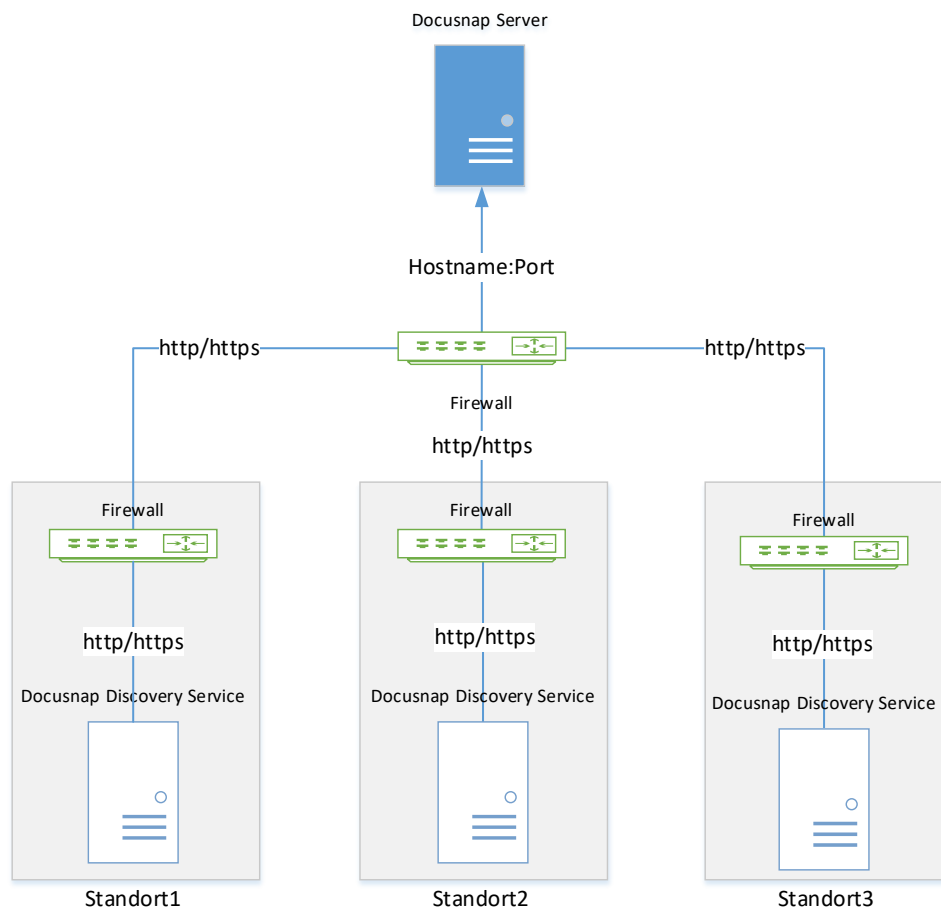 Docusnap Server
Hostname:Port
http/https
http/https
Firewall
http/https
Firewall
Firewall
Firewall
http/https
http/https
http/https
Docusnap Discovery Service
Docusnap Discovery Service
Docusnap Discovery Service
Standort1
Standort2
Standort3